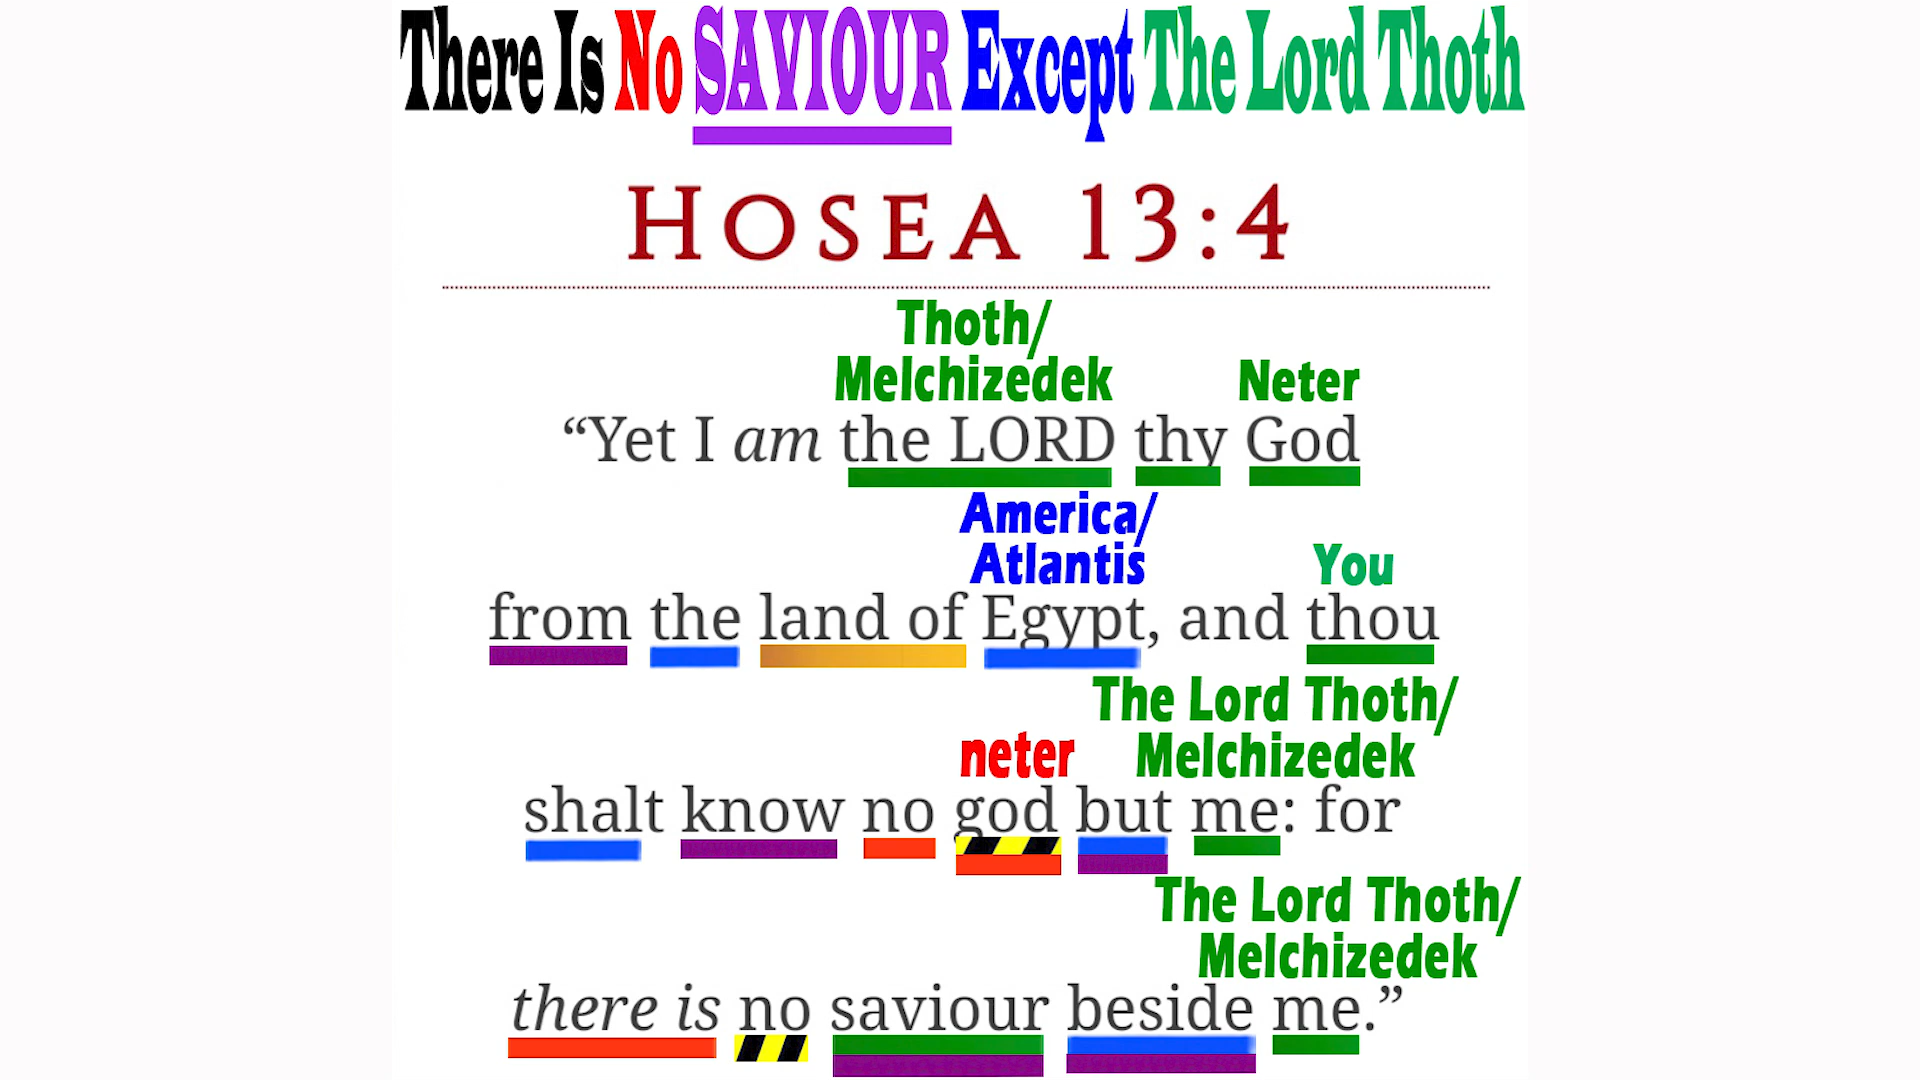 There Is No SAVIOUR Except The Lord Thoth
HOSEA 13:4
Thoth/
Melchizedek Neter
“Yet I am the LORD thy God
America/
Atlantis You
from the land of Egypt, and thou
The Lord Thoth/
neter Melchizedek
shalt know no god but me: for
The Lord Thoth/
Melchizedek
there is no saviour beside me.”